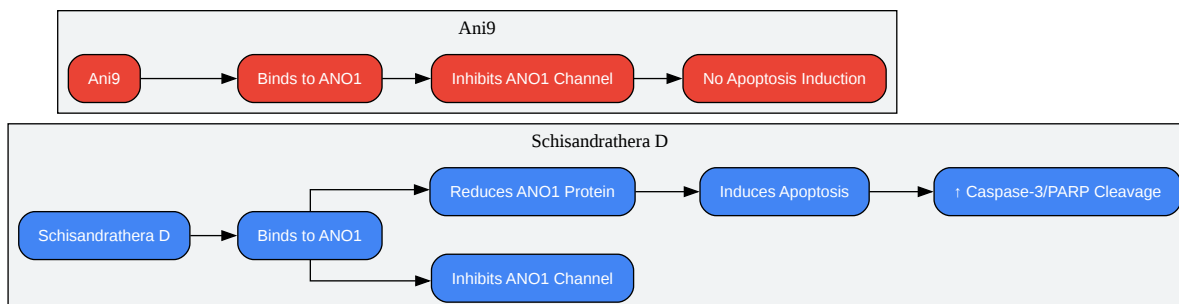 Ani9
Ani9
Binds to ANO1
Inhibits ANO1 Channel
No Apoptosis Induction
Schisandrathera D
Reduces ANO1 Protein
Induces Apoptosis
↑ Caspase-3/PARP Cleavage
Schisandrathera D
Binds to ANO1
Inhibits ANO1 Channel